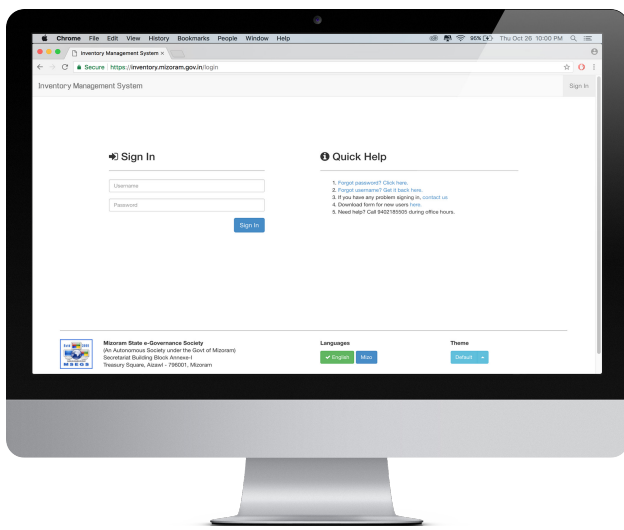 Chrome File Edit View History Bookmarks People Window Help 95% Thu Oct 26 10:00 PM
Inventory Management System ×
Secure https://inventory.mizoram.gov.in/login
Inventory Management System Sign In
Sign In
Username
Password
Sign In
Quick Help
1. Forgot password? Click here.
2. Forgot username? Get it back here.
3. If you have any problem signing in, contact us
4. Download form for new users here.
5. Need help? Call 9402185505 during office hours.
MSEGS
Mizoram State e-Governance Society
(An Autonomous Society under the Govt of Mizoram)
Secretariat Building Block Annexe-I
Treasury Square, Aizawl - 796001, Mizoram
Languages
✓ English Mizo
Theme
Default